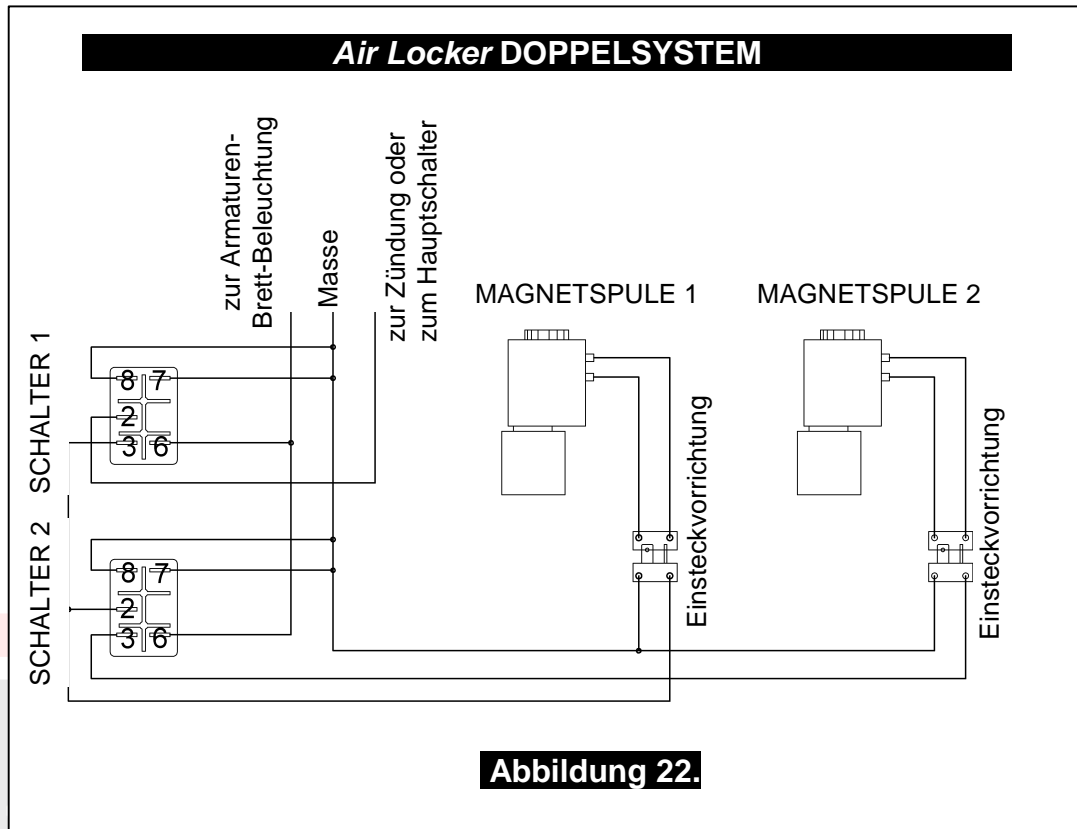 Air Locker DOPPELSYSTEM
zur Armaturen-
Brett-Beleuchtung
Masse
zur Zündung oder
zum Hauptschalter
MAGNETSPULE 1
MAGNETSPULE 2
SCHALTER 1
8 7
2
3 6
SCHALTER 2
8 7
2
3 6
Einsteckvorrichtung
Einsteckvorrichtung
Abbildung 22.